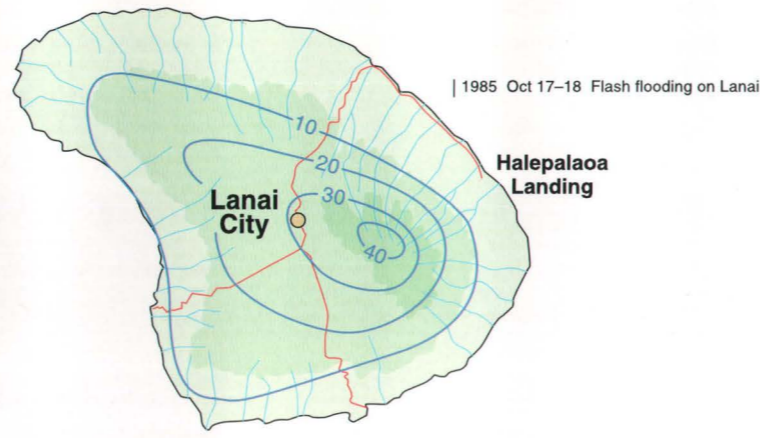 1985 Oct 17–18 Flash flooding on Lanai
10
20
Halepalaoa
Landing
30
Lanai
City
40